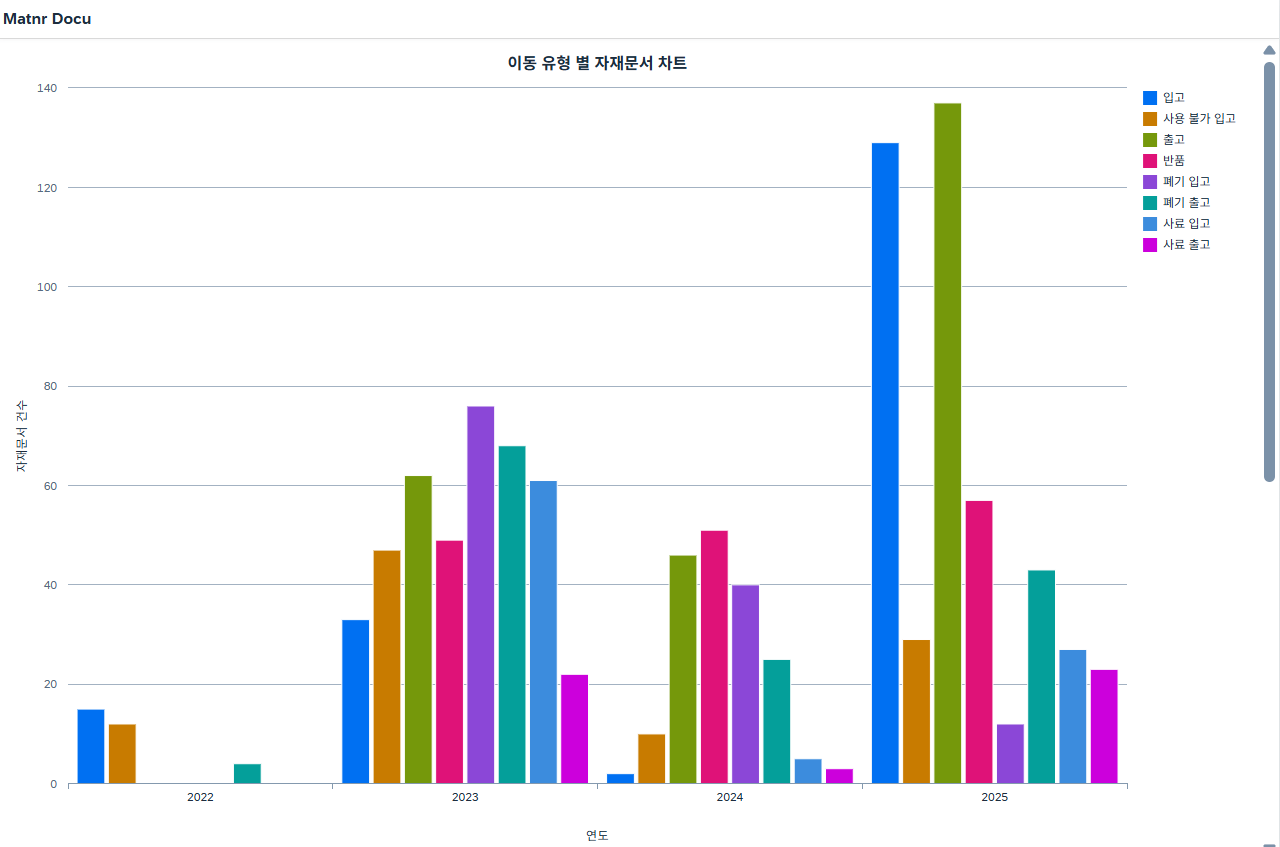 Matnr Docu
이동 유형 별 자재문서 차트
140
120
100
80
60
40
20
0
자재문서 건수
2022
2023
2024
2025
연도
입고
사용 불가 입고
출고
반품
폐기 입고
폐기 출고
사료 입고
사료 출고